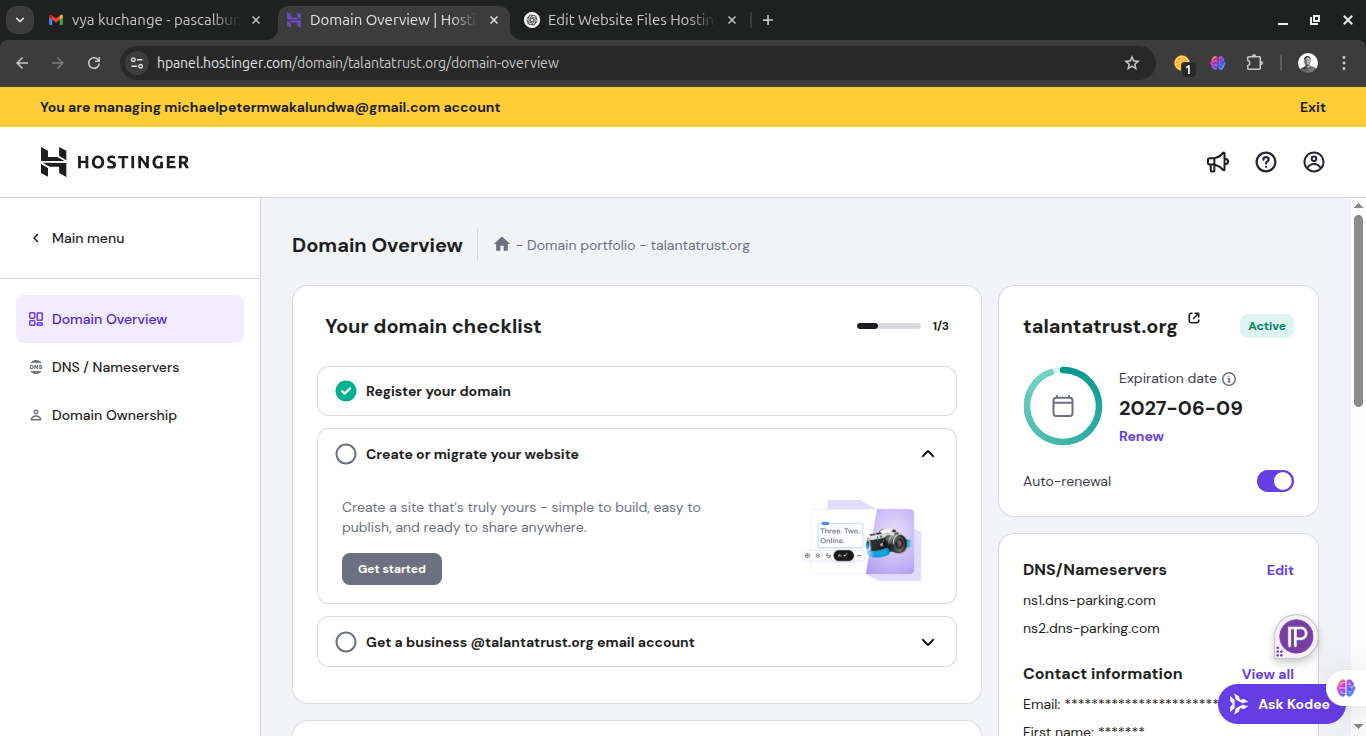 vya kuchange - pascalbur
Domain Overview | Hosti
Edit Website Files Hostin
hpanel.hostinger.com/domain/talantatrust.org/domain-overview
1
You are managing michaelpetermwakalundwa@gmail.com account
Exit
HOSTINGER
Main menu
Domain Overview
DNS / Nameservers
Domain Ownership
Domain Overview
- Domain portfolio - talantatrust.org
Your domain checklist
1/3
Register your domain
Create or migrate your website
Create a site that's truly yours - simple to build, easy to
publish, and ready to share anywhere.
Three. Two.
Online.
Get started
Get a business @talantatrust.org email account
talantatrust.org
Active
Expiration date
2027-06-09
Renew
Auto-renewal
DNS/Nameservers
Edit
ns1.dns-parking.com
ns2.dns-parking.com
Contact information
View all
Email: ***********************
First name: *******
Ask Kodee